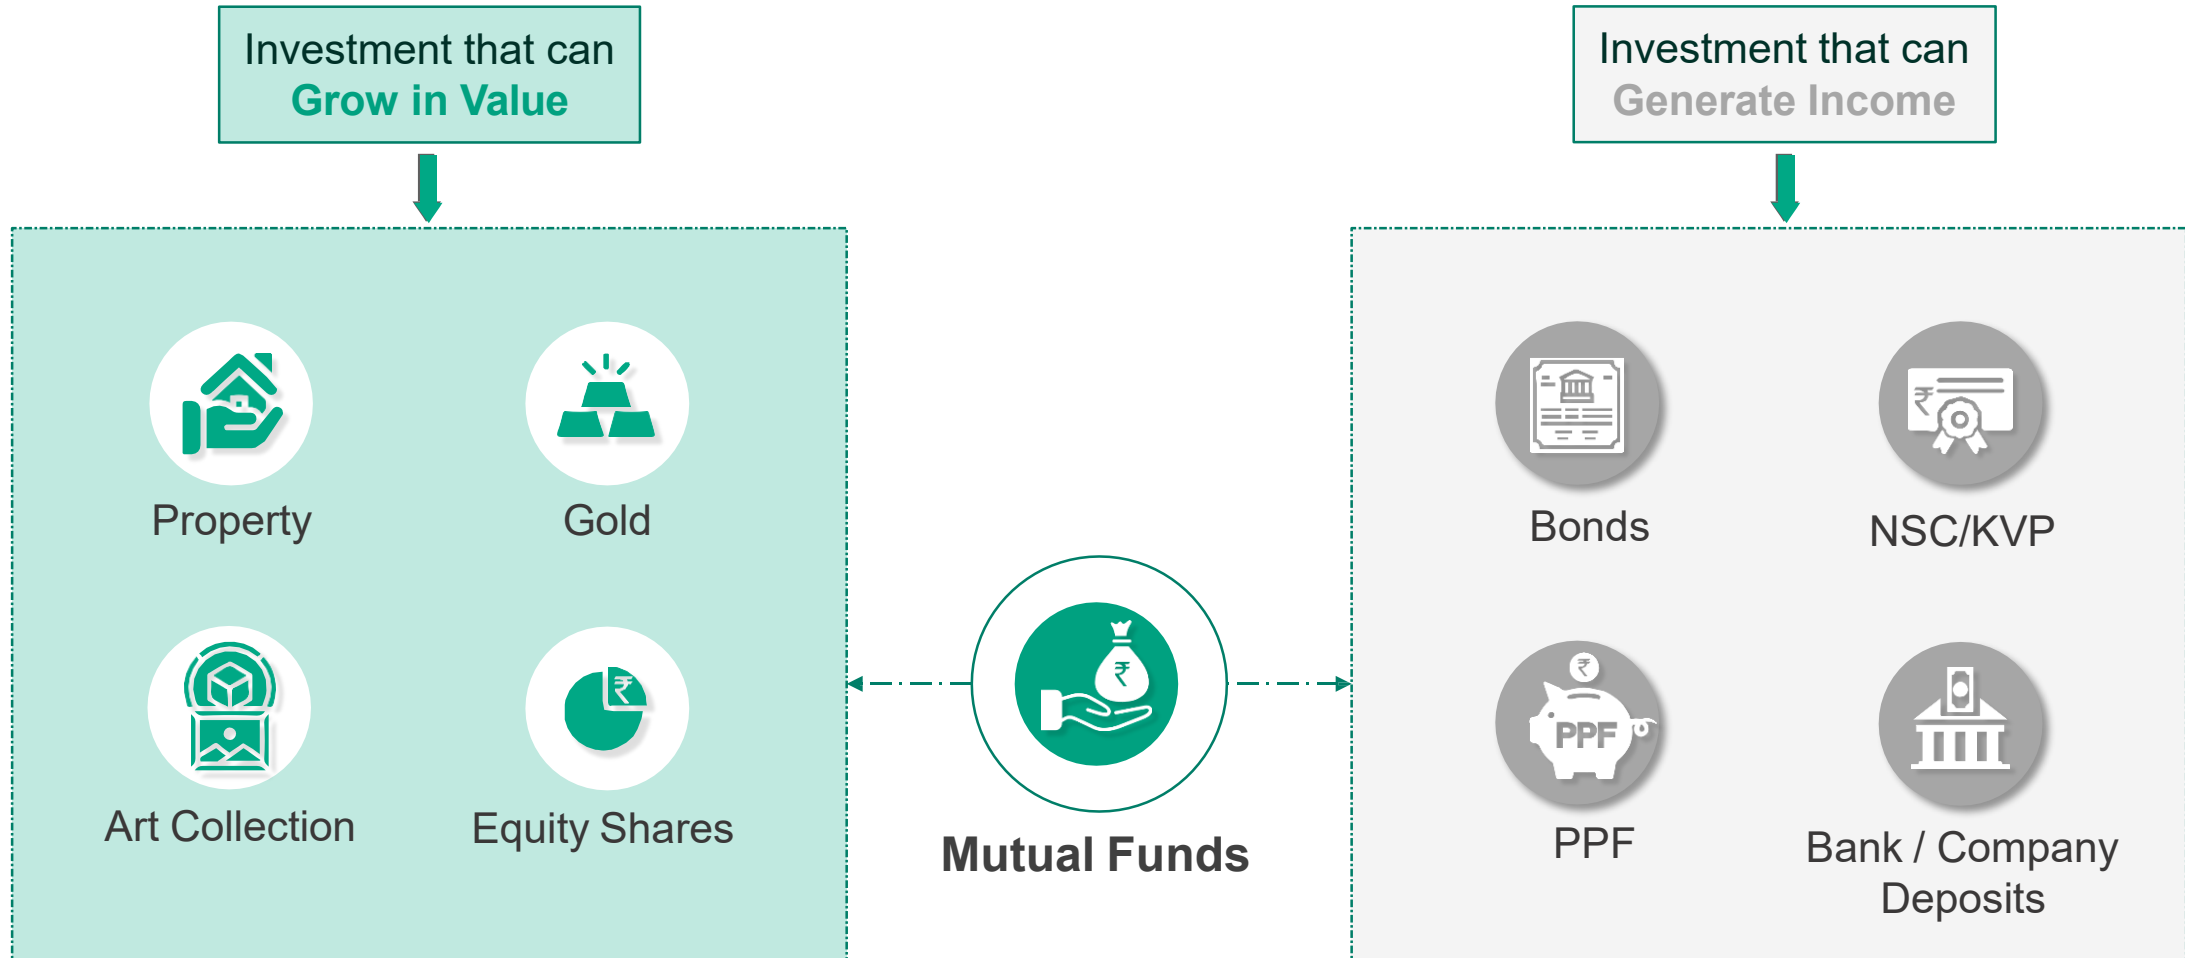 Investment that can
Grow in Value
Investment that can
Generate Income
Property
Gold
Art Collection
₹
Equity Shares
₹
Mutual Funds
Bonds
₹
NSC/KVP
₹
PPF
PPF
Bank / Company
Deposits